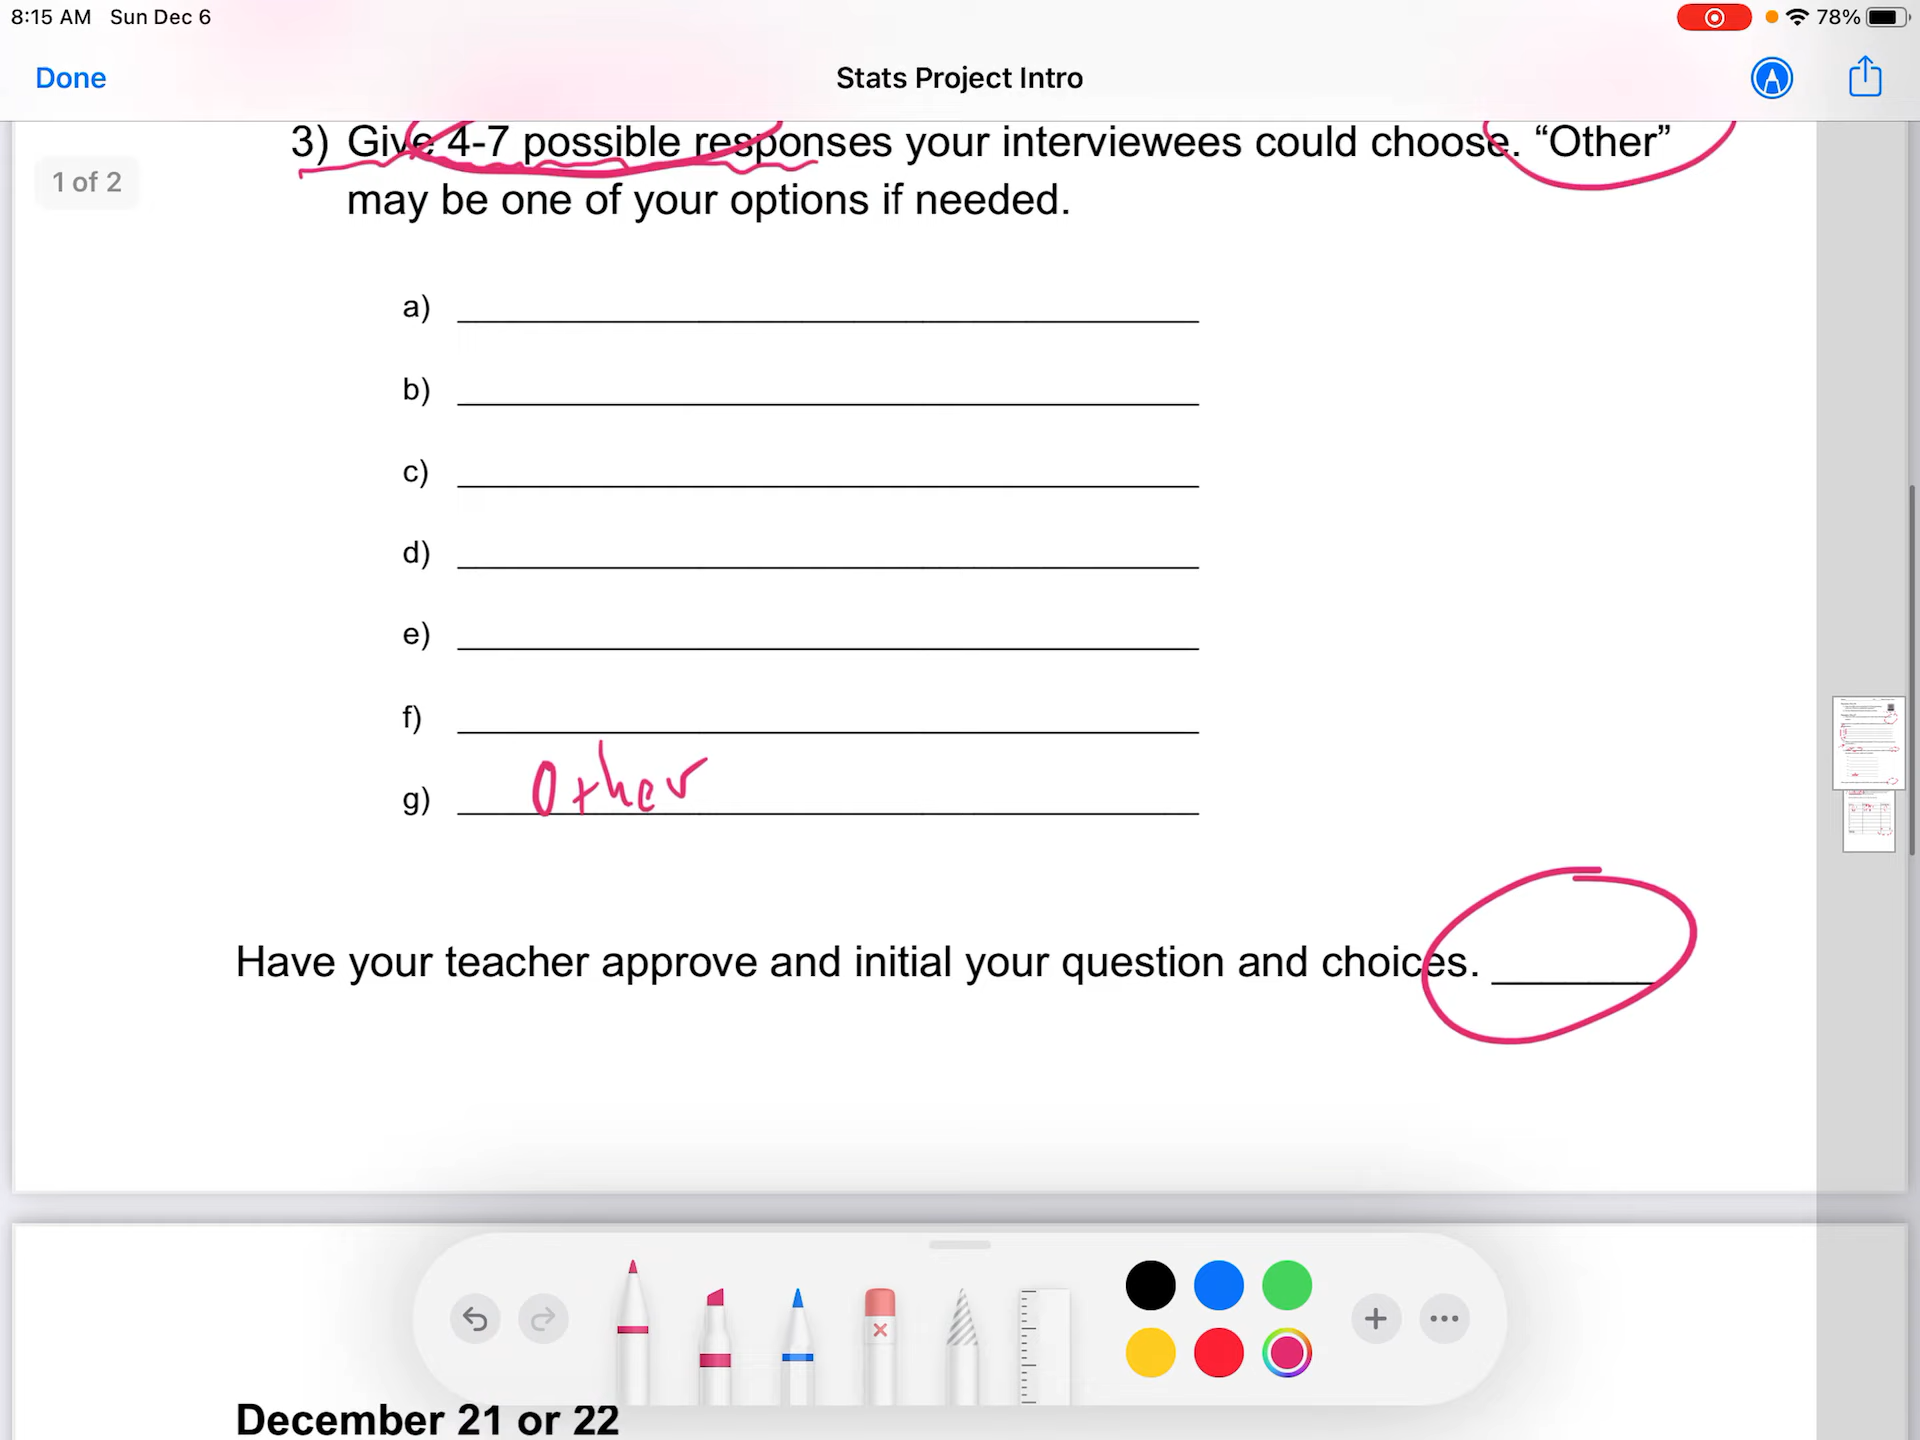 8:15 AM Sun Dec 6
78%
Done
Stats Project Intro
3) Give 4-7 possible responses your interviewees could choose. “Other”
may be one of your options if needed.
1 of 2
a)
b)
c)
d)
e)
f)
g) Other
Have your teacher approve and initial your question and choices.
December 21 or 22